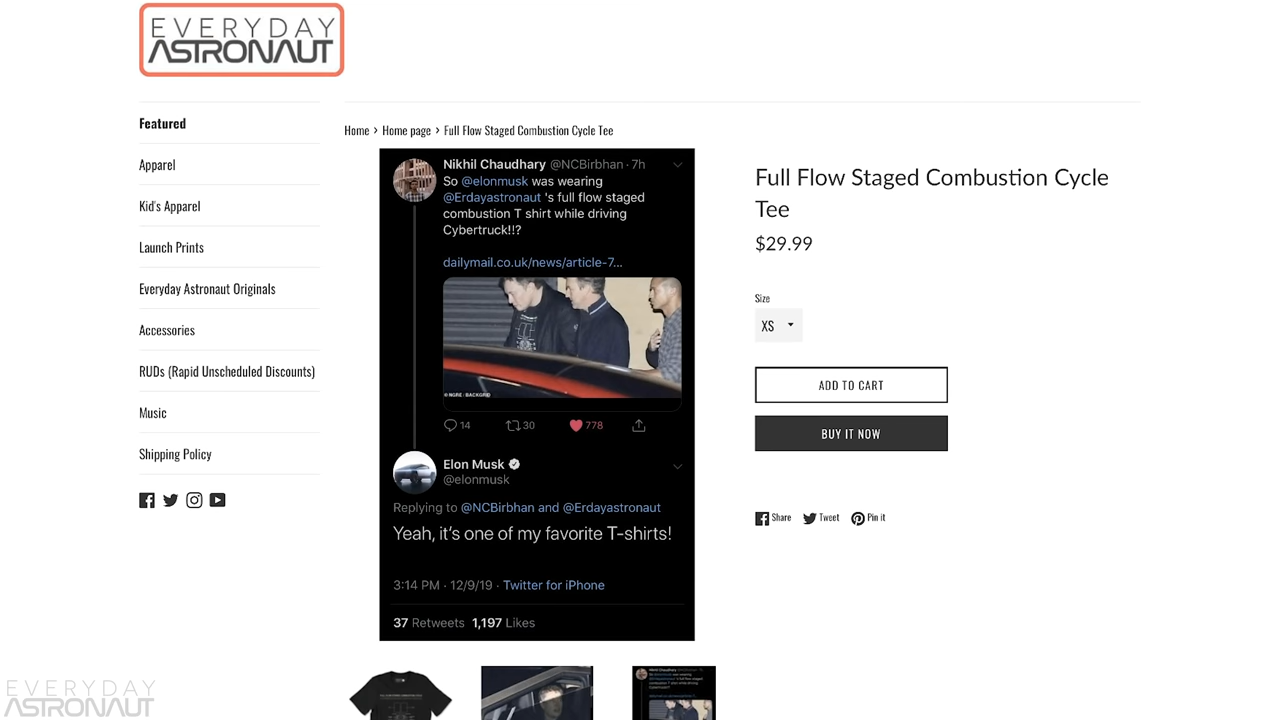 EVERYDAY
ASTRONAUT
Featured
Apparel
Kid's Apparel
Launch Prints
Everyday Astronaut Originals
Accessories
RUDs (Rapid Unscheduled Discounts)
Music
Shipping Policy
Home › Home page › Full Flow Staged Combustion Cycle Tee
Nikhil Chaudhary @NCBirbhan · 7h
So @elonmusk was wearing
@Erdayastronaut 's full flow staged
combustion T shirt while driving
Cybertruck!!?
dailymail.co.uk/news/article-7...
© NGRE / BACKGRID
14 30 778
Elon Musk
@elonmusk
Replying to @NCBirbhan and @Erdayastronaut
Yeah, it's one of my favorite T-shirts!
3:14 PM · 12/9/19 · Twitter for iPhone
37 Retweets 1,197 Likes
Full Flow Staged Combustion Cycle
Tee
$29.99
Size
XS
ADD TO CART
BUY IT NOW
Share Tweet Pin it
EVERYDAY
ASTRONAUT